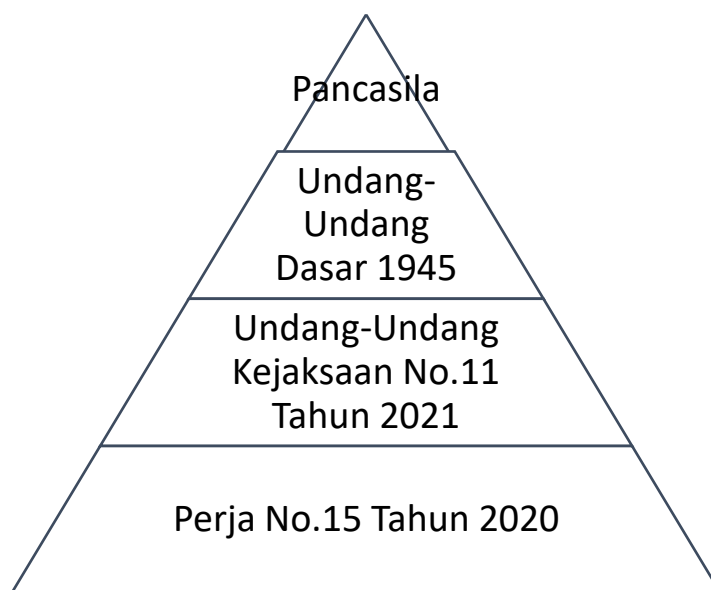 Pancasila
Undang-
Undang
Dasar 1945
Undang-Undang
Kejaksaan No.11
Tahun 2021
Perja No.15 Tahun 2020